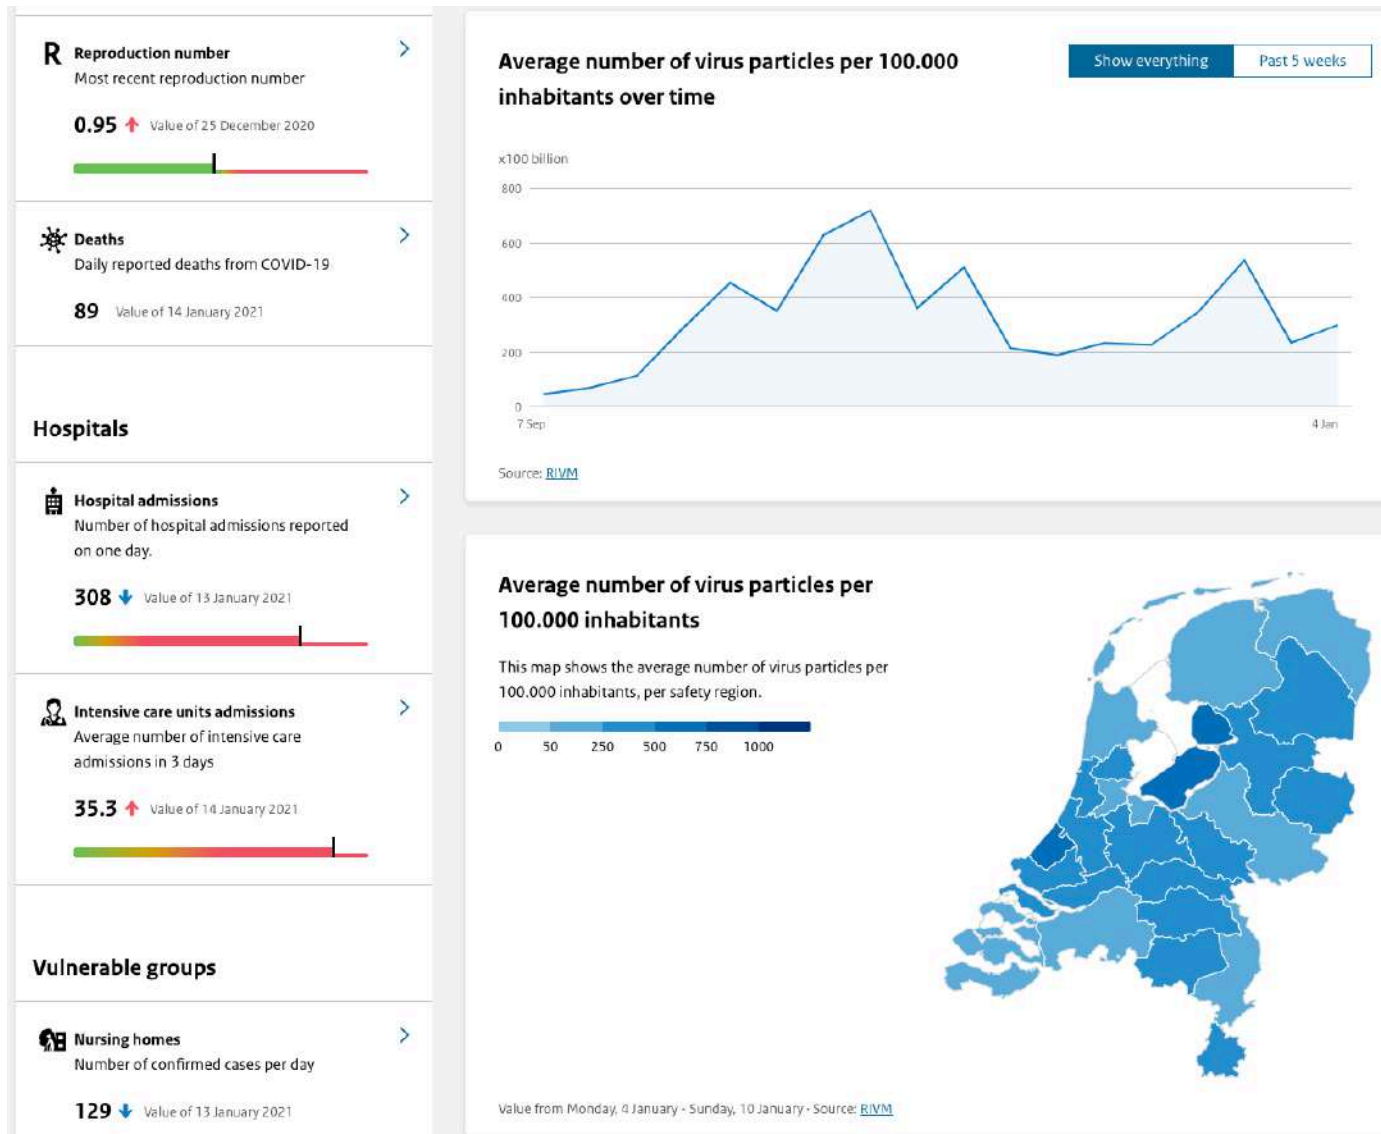 R Reproduction number
Most recent reproduction number
0.95 Value of 25 December 2020
Deaths
Daily reported deaths from COVID-19
89 Value of 14 January 2021
Hospitals
Hospital admissions
Number of hospital admissions reported
on one day.
308 Value of 13 January 2021
Intensive care units admissions
Average number of intensive care
admissions in 3 days
35.3 Value of 14 January 2021
Vulnerable groups
Nursing homes
Number of confirmed cases per day
129 Value of 13 January 2021
Average number of virus particles per 100.000
inhabitants over time
Show everything Past 5 weeks
x100 billion
800
600
400
200
0
7 Sep 4 Jan
Source: RIVM
Average number of virus particles per
100.000 inhabitants
This map shows the average number of virus particles per
100.000 inhabitants, per safety region.
0 50 250 500 750 1000
Value from Monday, 4 January - Sunday, 10 January · Source: RIVM